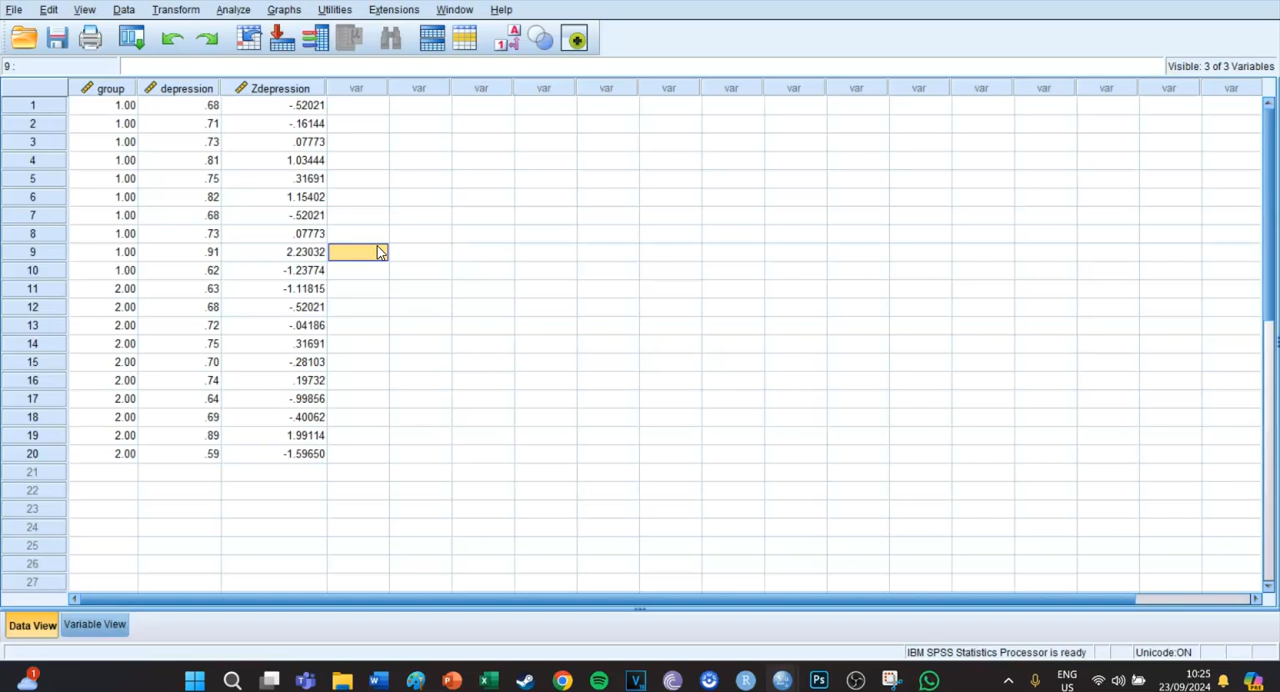 File Edit View Data Transform Analyze Graphs Utilities Extensions Window Help
A
1
9 :
Visible: 3 of 3 Variables
group depression Zdepression var var var var var var var var var var var var var var var
1 1.00 .68 -.52021
2 1.00 .71 -.16144
3 1.00 .73 .07773
4 1.00 .81 1.03444
5 1.00 .75 .31691
6 1.00 .82 1.15402
7 1.00 .68 -.52021
8 1.00 .73 .07773
9 1.00 .91 2.23032
10 1.00 .62 -1.23774
11 2.00 .63 -1.11815
12 2.00 .68 -.52021
13 2.00 .72 -.04186
14 2.00 .75 .31691
15 2.00 .70 -.28103
16 2.00 .74 .19732
17 2.00 .64 -.99856
18 2.00 .69 -.40062
19 2.00 .89 1.99114
20 2.00 .59 -1.59650
21
22
23
24
25
26
27
Data View Variable View
IBM SPSS Statistics Processor is ready Unicode:ON
1
ENG
US
10:25
23/09/2024